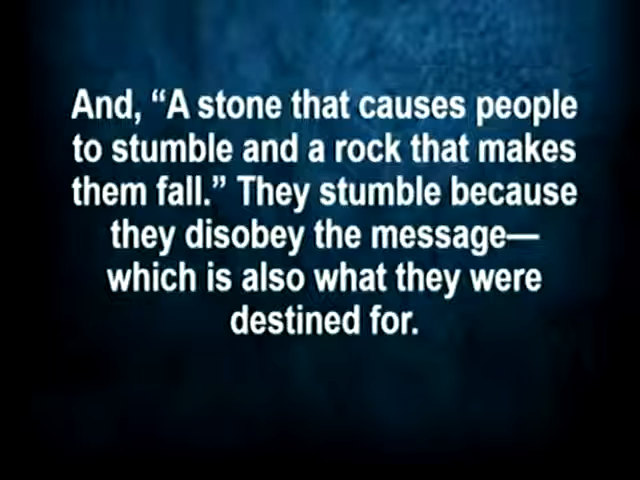 And, “A stone that causes people
to stumble and a rock that makes
them fall.” They stumble because
they disobey the message—
which is also what they were
destined for.